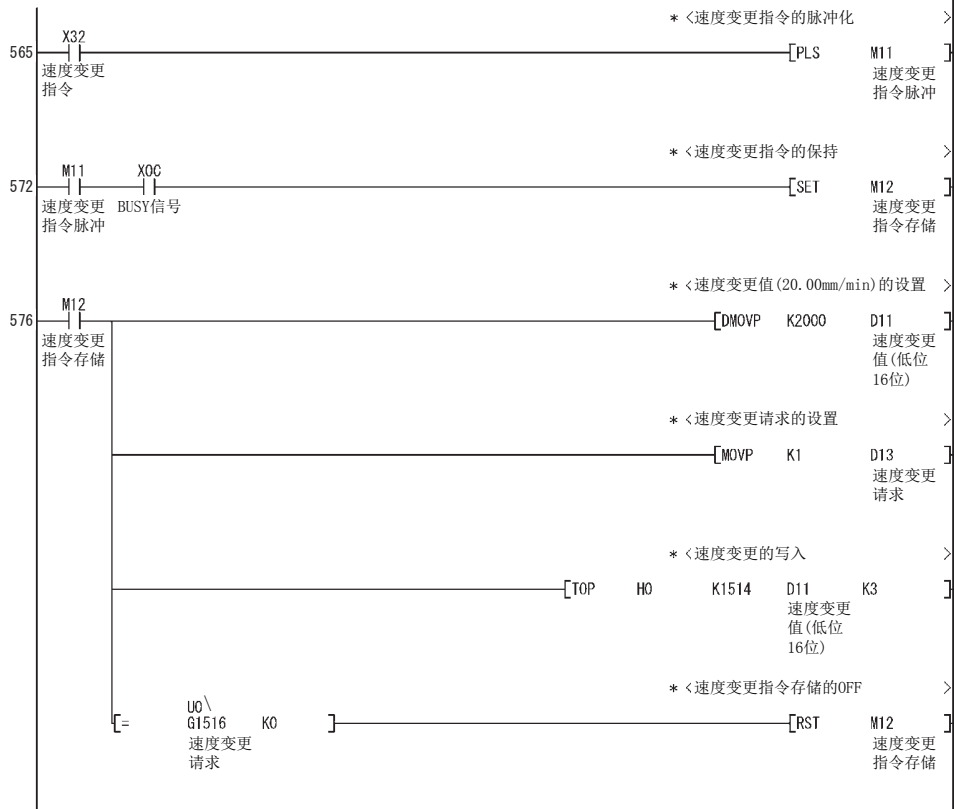 * <速度变更指令的脉冲化 >
X32
565 [PLS M11 ]
速度变更 速度变更
指令 指令脉冲
* <速度变更指令的保持 >
M11 X0C
572 [SET M12 ]
速度变更 BUSY信号 速度变更
指令脉冲 指令存储
* <速度变更值(20.00mm/min)的设置 >
M12
576 [DMOVP K2000 D11 ]
速度变更 速度变更
指令存储 值(低位
16位)
* <速度变更请求的设置 >
[MOVP K1 D13 ]
速度变更
请求
* <速度变更的写入 >
[TOP H0 K1514 D11 K3 ]
速度变更
值(低位
16位)
* <速度变更指令存储的OFF >
U0\
[= G1516 K0 ] [RST M12 ]
速度变更 速度变更
请求 指令存储